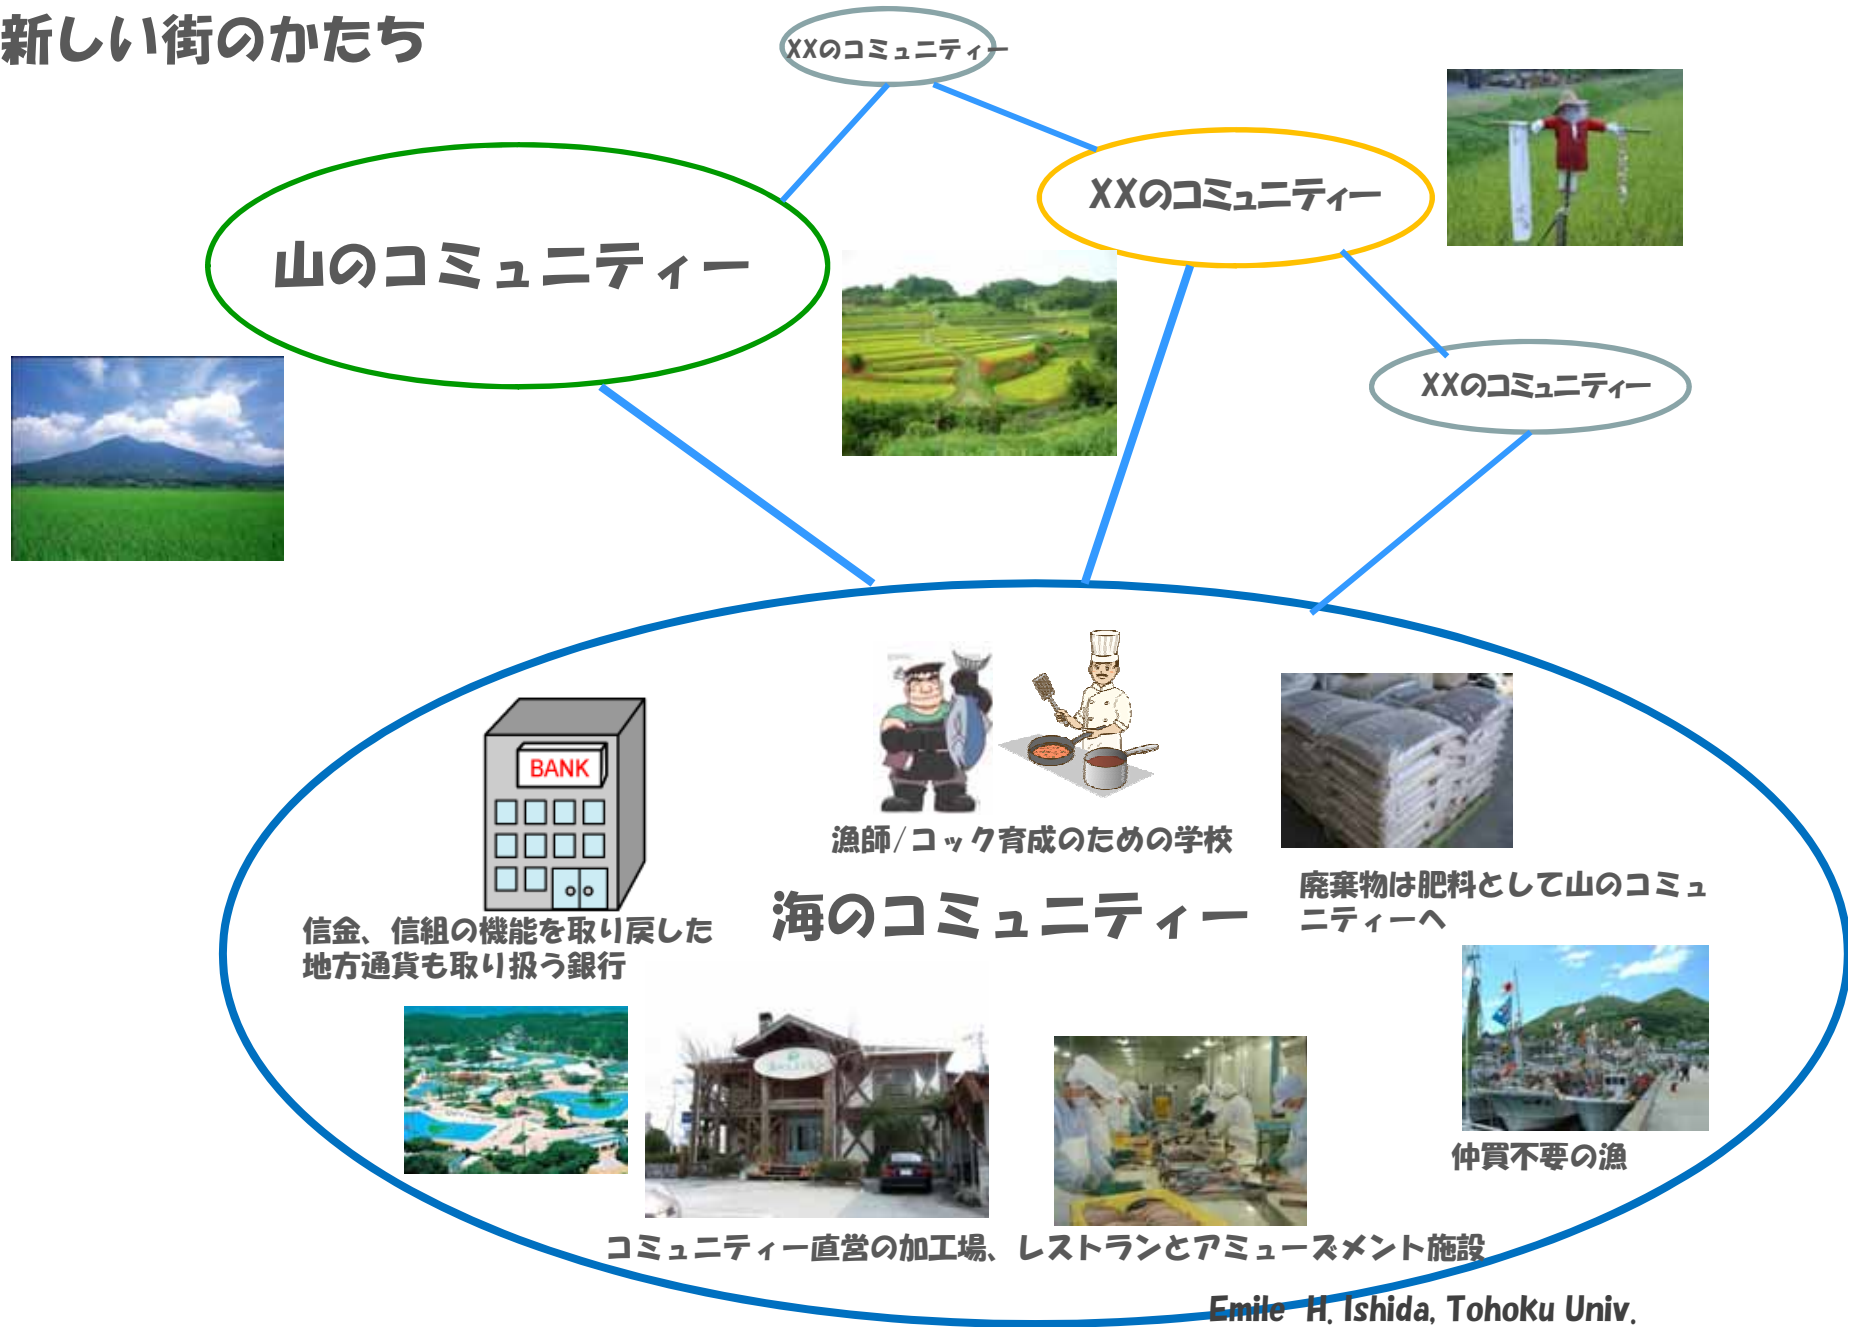 新しい街のかたち
XXのコミュニティー
XXのコミュニティー
山のコミュニティー
XXのコミュニティー
BANK
漁師/コック育成のための学校
廃棄物は肥料として山のコミュ
ニティーへ
海のコミュニティー
信金、信組の機能を取り戻した
地方通貨も取り扱う銀行
仲買不要の漁
コミュニティー直営の加工場、レストランとアミューズメント施設
Emile H. Ishida, Tohoku Univ.